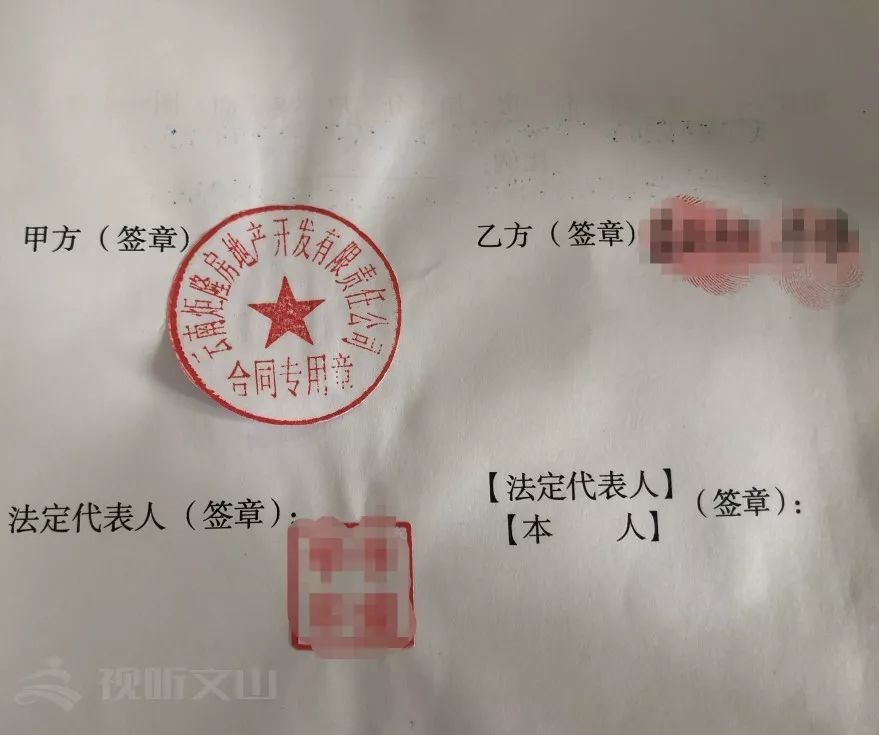 甲方（签章）
云南炬隆房地产开发有限责任公司
合同专用章
乙方（签章）
法定代表人（签章）：
【法定代表人】
【本 人】
（签章）：
视听文山